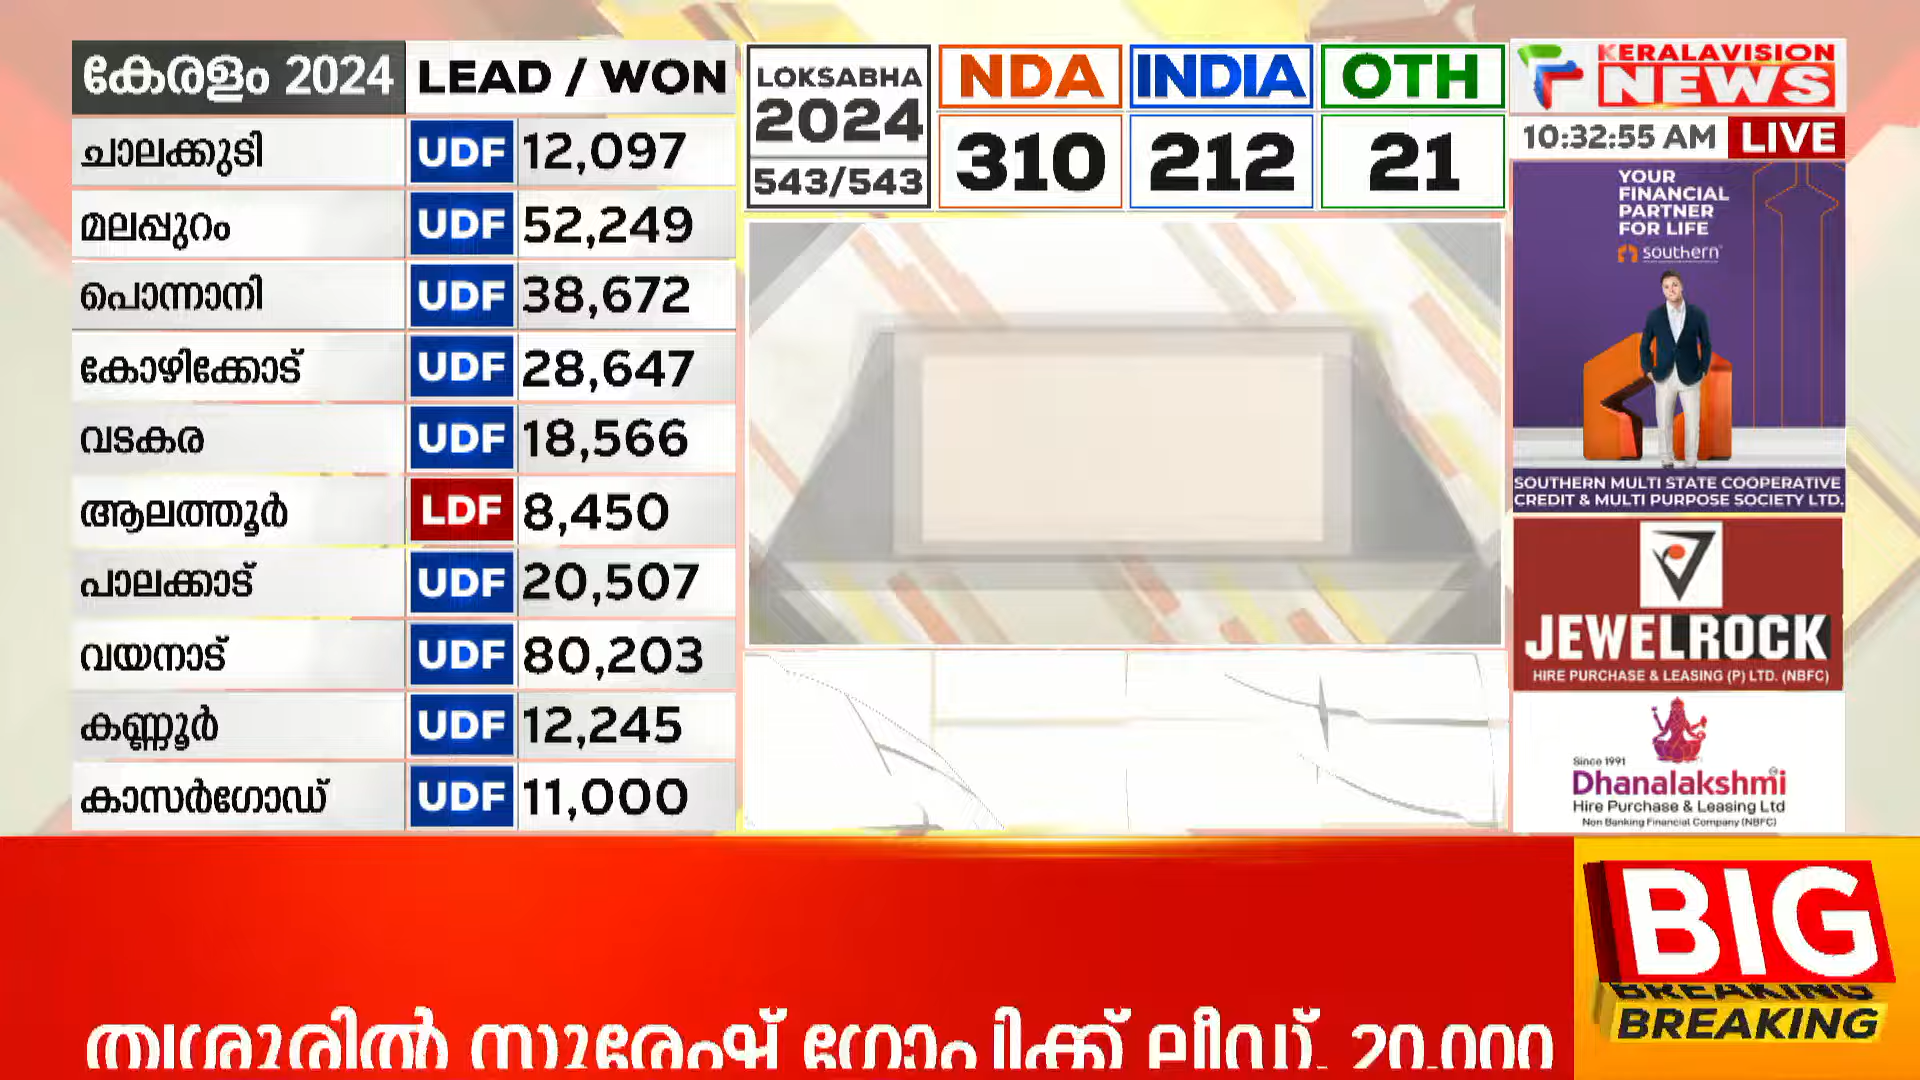 കേരളം 2024 LEAD / WON
ചാലക്കുടി UDF 12,097
മലപ്പുറം UDF 52,249
പൊന്നാനി UDF 38,672
കോഴിക്കോട് UDF 28,647
വടകര UDF 18,566
ആലത്തൂർ LDF 8,450
പാലക്കാട് UDF 20,507
വയനാട് UDF 80,203
കണ്ണൂർ UDF 12,245
കാസർഗോഡ് UDF 11,000
LOKSABHA
2024
543/543
NDA INDIA OTH
310 212 21
KERALAVISION
NEWS
10:32:55 AM LIVE
YOUR
FINANCIAL
PARTNER
FOR LIFE
southern
SOUTHERN MULTI STATE COOPERATIVE
CREDIT & MULTI PURPOSE SOCIETY LTD.
JEWELROCK
HIRE PURCHASE & LEASING (P) LTD. (NBFC)
Since 1991
Dhanalakshmi
Hire Purchase & Leasing Ltd
Non Banking Financial Company (NBFC)
BIG
BREAKING
BREAKING
തൃശൂരിൽ സുരേഷ് ഗോപിക്ക് ലീഡ്. 20,000